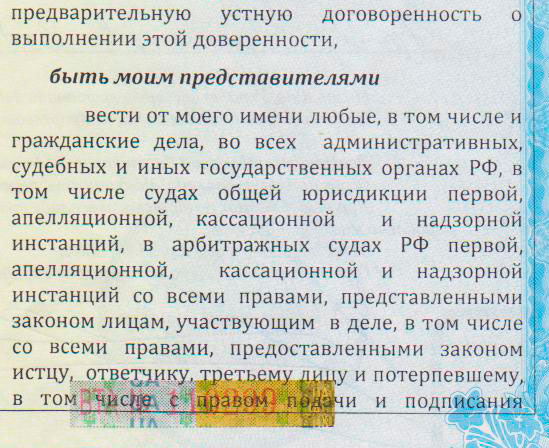 предварительную устную договоренность о
выполнении этой доверенности,
быть моим представителями
вести от моего имени любые, в том числе и
гражданские дела, во всех административных,
судебных и иных государственных органах РФ, в
том числе судах общей юрисдикции первой,
апелляционной, кассационной и надзорной
инстанций, в арбитражных судах РФ первой,
апелляционной, кассационной и надзорной
инстанций со всеми правами, представленными
законом лицам, участвующим в деле, в том числе
со всеми правами, предоставленными законом
истцу, ответчику, третьему лицу и потерпевшему,
в том числе с правом подачи и подписания